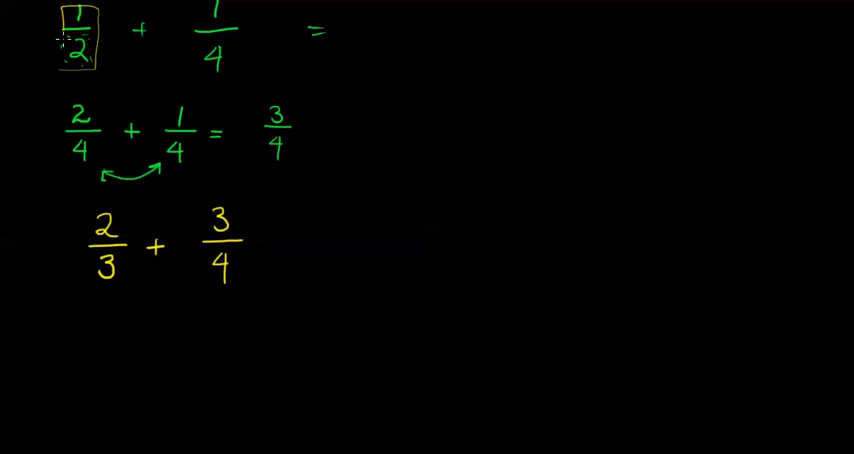 1/2 + 1/4 =
2/4 + 1/4 = 3/4
2/3 + 3/4